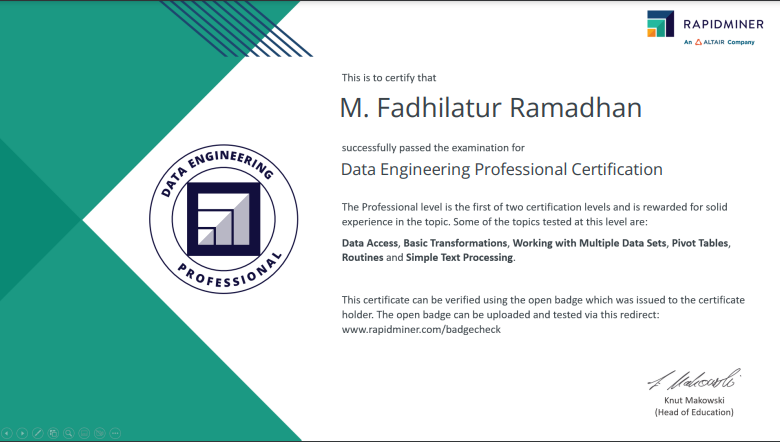 RAPIDMINER
An ALTAIR Company
This is to certify that
M. Fadhilatur Ramadhan
successfully passed the examination for
Data Engineering Professional Certification
DATA ENGINEERING
PROFESSIONAL
The Professional level is the first of two certification levels and is rewarded for solid
experience in the topic. Some of the topics tested at this level are:
Data Access, Basic Transformations, Working with Multiple Data Sets, Pivot Tables,
Routines and Simple Text Processing.
This certificate can be verified using the open badge which was issued to the certificate
holder. The open badge can be uploaded and tested via this redirect:
www.rapidminer.com/badgecheck
Knut Makowski
(Head of Education)